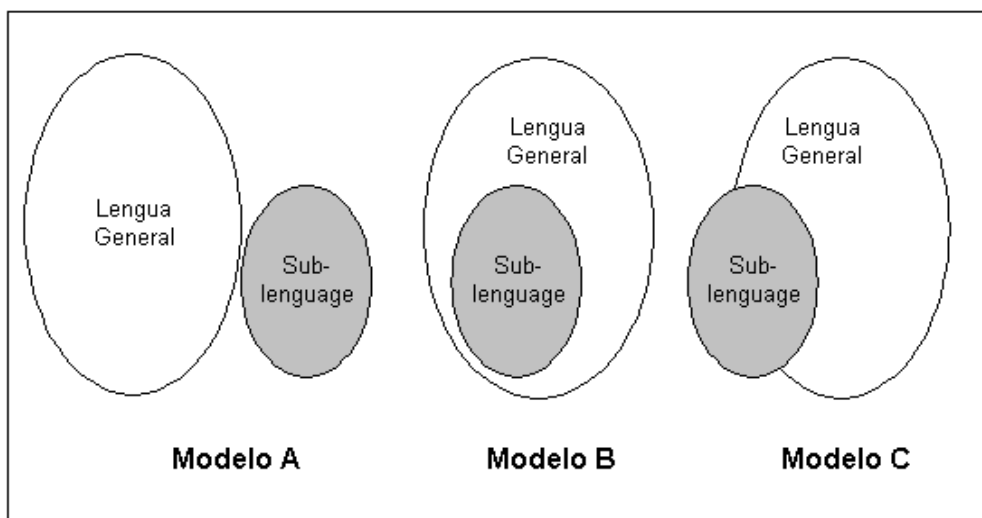 Lengua
General
Sub-
lenguage
Modelo A
Lengua
General
Sub-
lenguage
Modelo B
Lengua
General
Sub-
lenguage
Modelo C